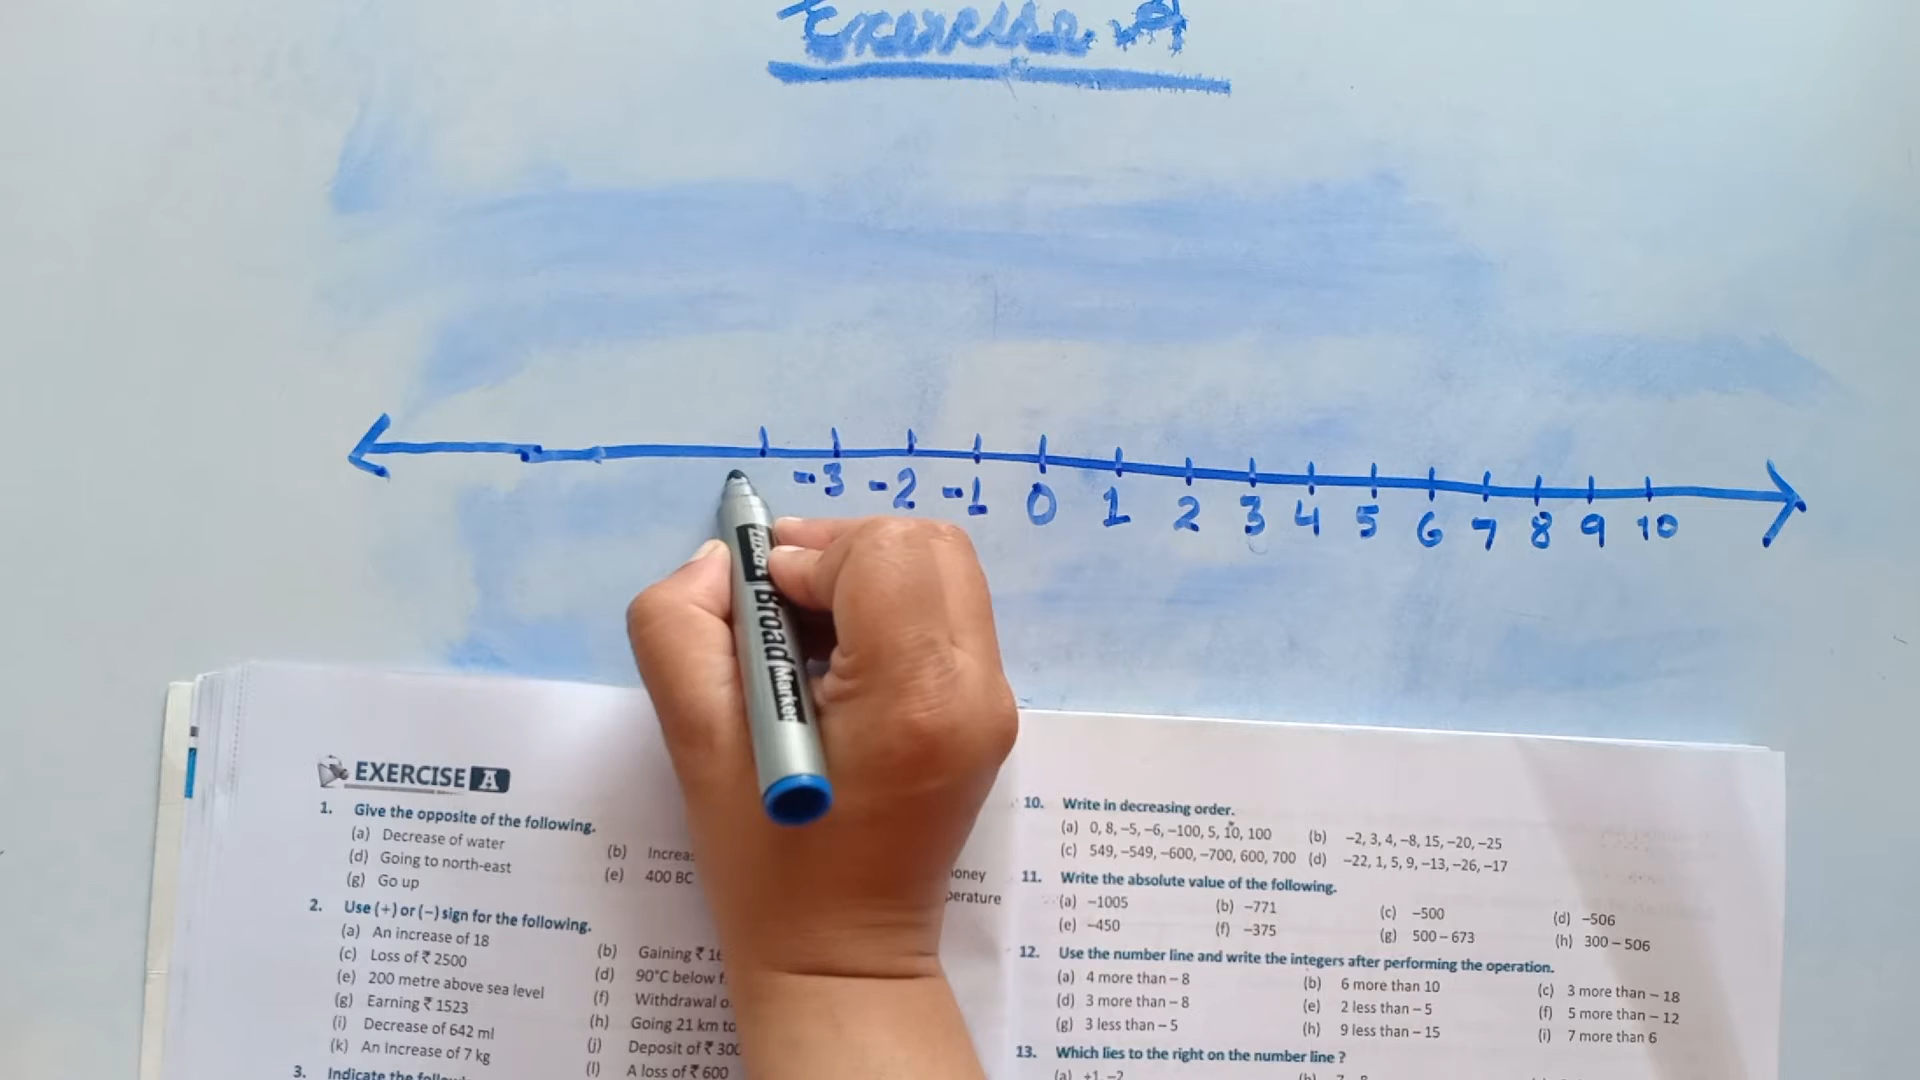 Exercise
-3 -2 -1 0 1 2 3 4 5 6 7 8 9 10
Broad Marker
EXERCISE A
1. Give the opposite of the following.
(a) Decrease of water
(b)
(d) Going to north-east
(e) 400 BC
(g) Go up
2. Use (+) or (–) sign for the following.
(a) An increase of 18
(b) Gaining ₹
(c) Loss of ₹ 2500
(d) 90°C below
(e) 200 metre above sea level
(f) Withdrawal
(g) Earning ₹ 1523
(h) Going 21 km
(i) Decrease of 642 ml
(j) Deposit of ₹
(k) An Increase of 7 kg
(l) A loss of ₹ 600
3. Indicate the
10. Write in decreasing order.
(a) 0, 8, –5, –6, –100, 5, 10, 100 (b) –2, 3, 4, –8, 15, –20, –25
(c) 549, –549, –600, –700, 600, 700 (d) –22, 1, 5, 9, –13, –26, –17
11. Write the absolute value of the following.
(a) –1005 (b) –771 (c) –500 (d) –506
(e) –450 (f) –375 (g) 500 – 673 (h) 300 – 506
12. Use the number line and write the integers after performing the operation.
(a) 4 more than – 8 (b) 6 more than 10 (c) 3 more than – 18
(d) 3 more than – 8 (e) 2 less than – 5 (f) 5 more than – 12
(g) 3 less than – 5 (h) 9 less than – 15 (i) 7 more than 6
13. Which lies to the right on the number line ?
(a) +1, –2